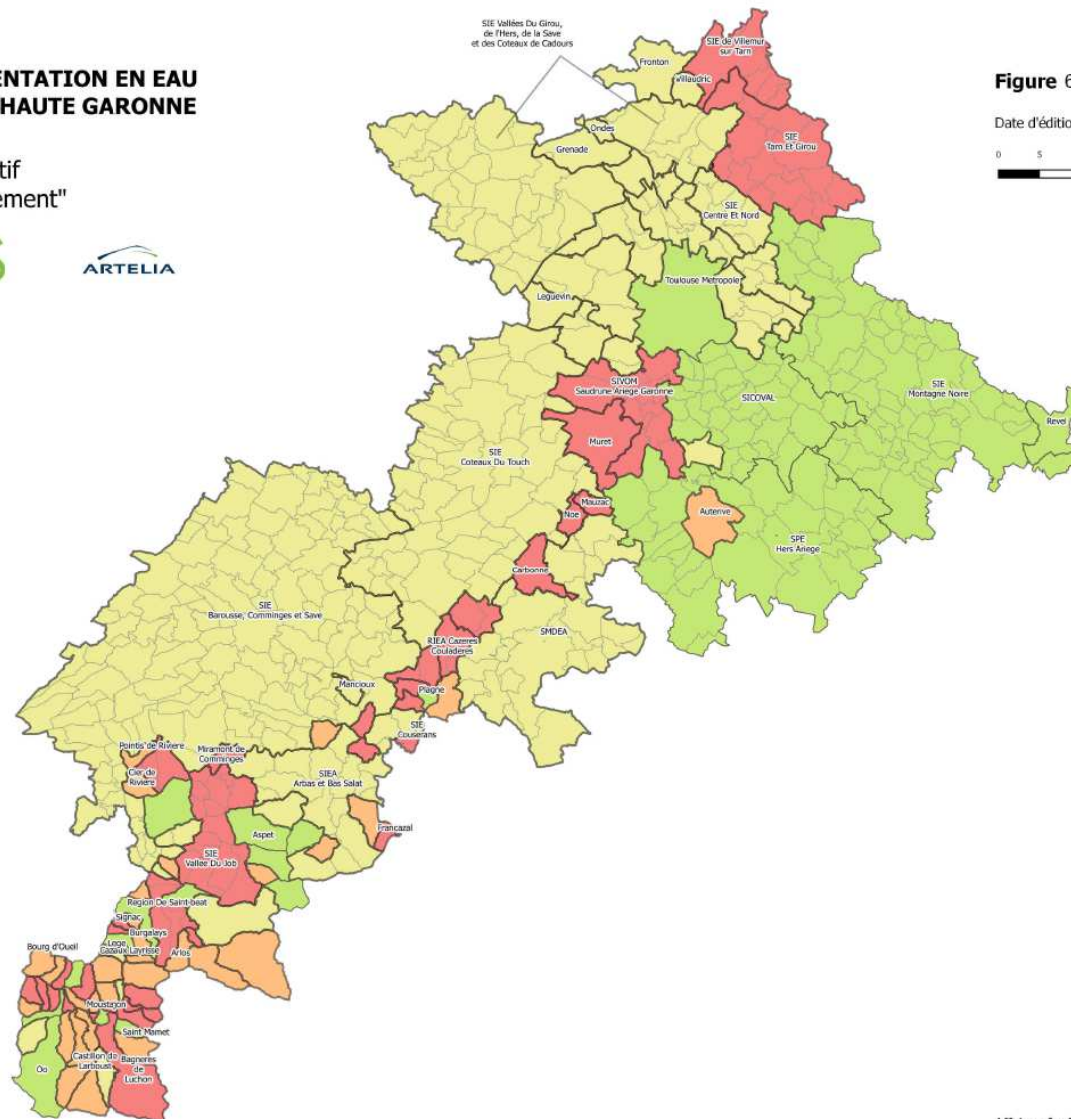 ENTATION EN EAU
HAUTE GARONNE
tif
ement"
ARTELIA
Figure 6
Date d'éditio
0 5
SIE Vallées Du Girou,
de l'Hers, de la Save
et des Coteaux de Cadours
Fronton
Villaudric
SIE de Villemur
sur Tarn
Ondes
Grenade
SIE
Tarn Et Girou
SIE
Centre Et Nord
Toulouse Metropole
Leguevin
SIVOM
Saudrune Ariege Garonne
SICOVAL
SIE
Montagne Noire
Revel
Muret
SIE
Coteaux Du Touch
Mauzac
Noe
Auterive
SPE
Hers Ariege
Carbonne
SIE
Barousse, Comminges et Save
SMDEA
RIEA Cazeres
Couladeres
Mancioux
Plagne
SIE
Couserans
Pointis de Riviere
Miramont de
Comminges
Cier de
Riviere
SIEA
Arbas et Bas Salat
Francazal
Aspet
SIE
Vallee Du Job
Region De Saint-beat
Signac
Burgalays
Lege
Cazaux Layrisse
Arlos
Bourg d'Oueil
Moustajon
Saint Mamet
Castillon de
Larboust
Bagneres
de
Luchon
Oo